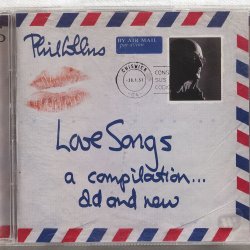 Phil Collins
BY AIR MAIL
par avion
CHISWICK
Love Songs
a compilation...
old and new